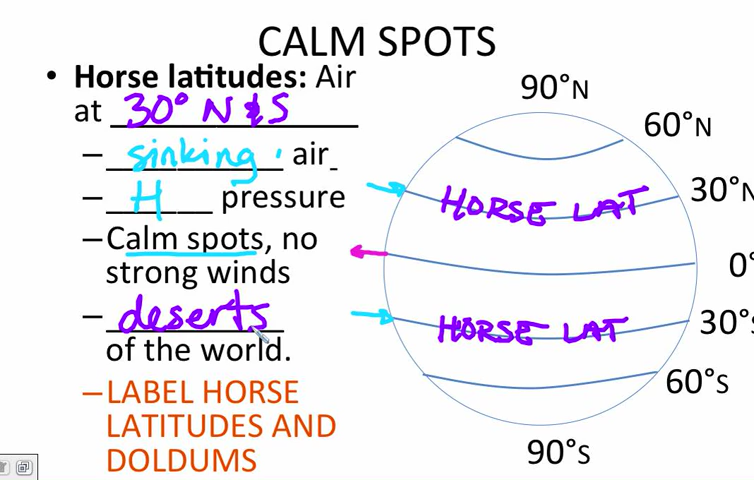 CALM SPOTS
• Horse latitudes: Air
at 30° N & S
– sinking air
– H pressure
– Calm spots, no
strong winds
– deserts
of the world.
– LABEL HORSE
LATITUDES AND
DOLDUMS
90°N
60°N
30°N
HORSE LAT
0°
HORSE LAT
30°S
60°S
90°S